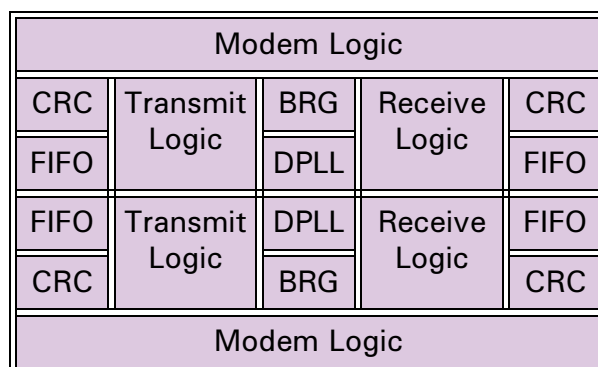 Modem Logic
CRC Transmit Logic BRG Receive Logic CRC
FIFO DPLL FIFO
FIFO Transmit Logic DPLL Receive Logic FIFO
CRC BRG CRC
Modem Logic